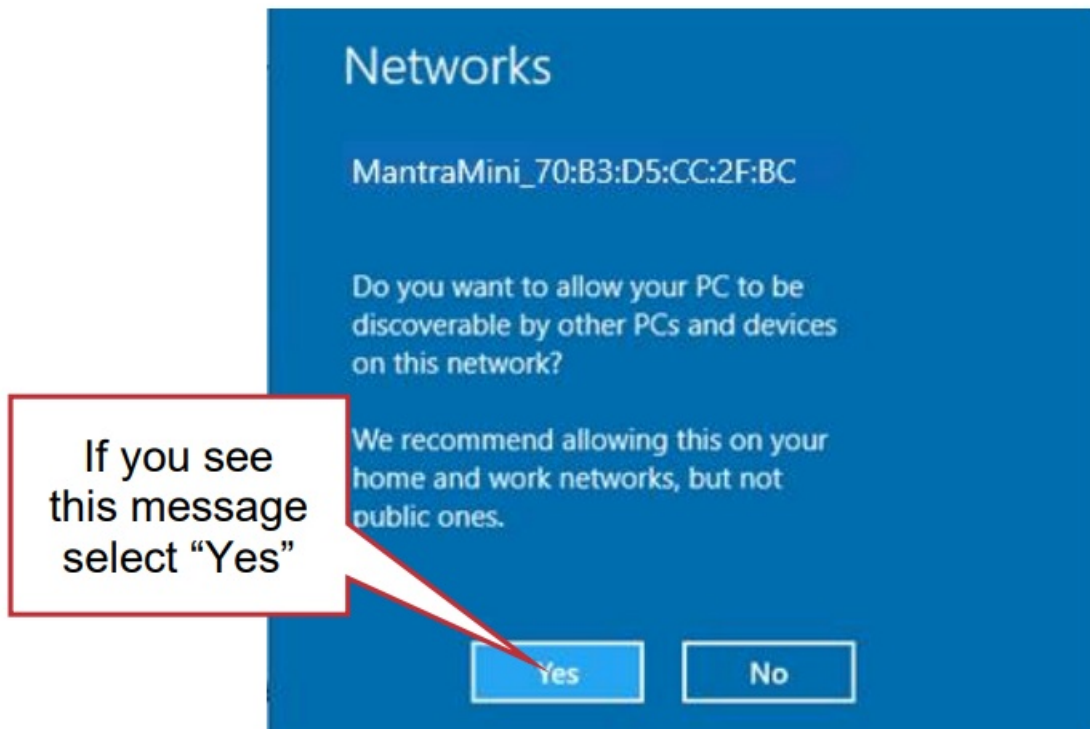 Networks
MantraMini_70:B3:D5:CC:2F:BC
Do you want to allow your PC to be
discoverable by other PCs and devices
on this network?
We recommend allowing this on your
home and work networks, but not
public ones.
If you see
this message
select “Yes”
Yes
No